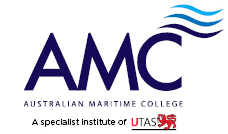 AMC
AUSTRALIAN MARITIME COLLEGE
A specialist institute of UTAS